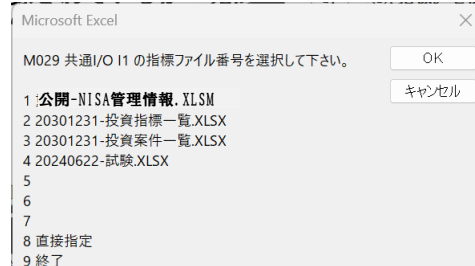 Microsoft Excel
M029 共通I/O I1 の指標ファイル番号を選択して下さい。
OK
キャンセル
1 公開-NISA管理情報.XLSM
2 20301231-投資指標一覧.XLSX
3 20301231-投資案件一覧.XLSX
4 20240622-試験.XLSX
5
6
7
8 直接指定
9 終了